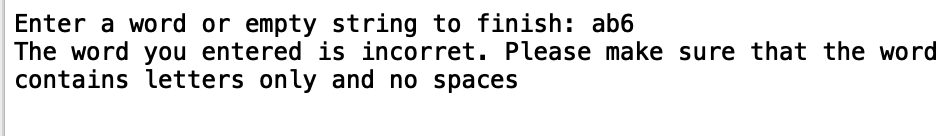 Enter a word or empty string to finish: ab6
The word you entered is incorret. Please make sure that the word
contains letters only and no spaces